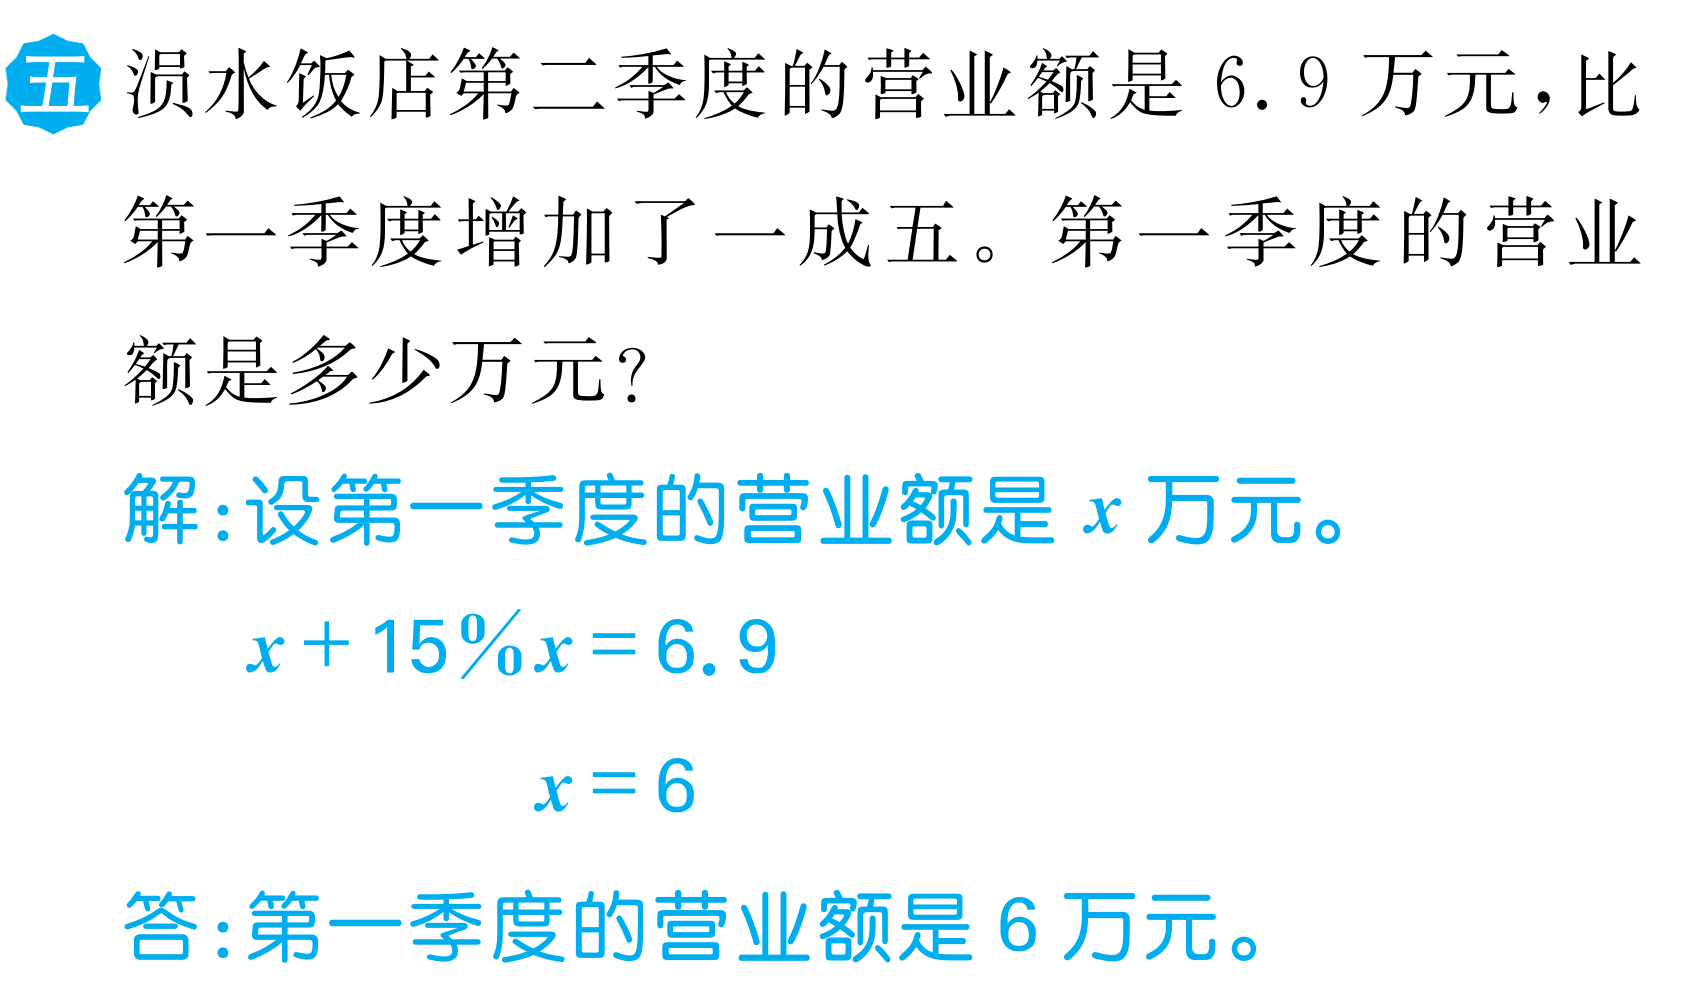 五 涢水饭店第二季度的营业额是 6.9 万元,比
第一季度增加了一成五。第一季度的营业
额是多少万元?
解:设第一季度的营业额是 x 万元。
x + 15%x = 6.9
x = 6
答:第一季度的营业额是 6 万元。